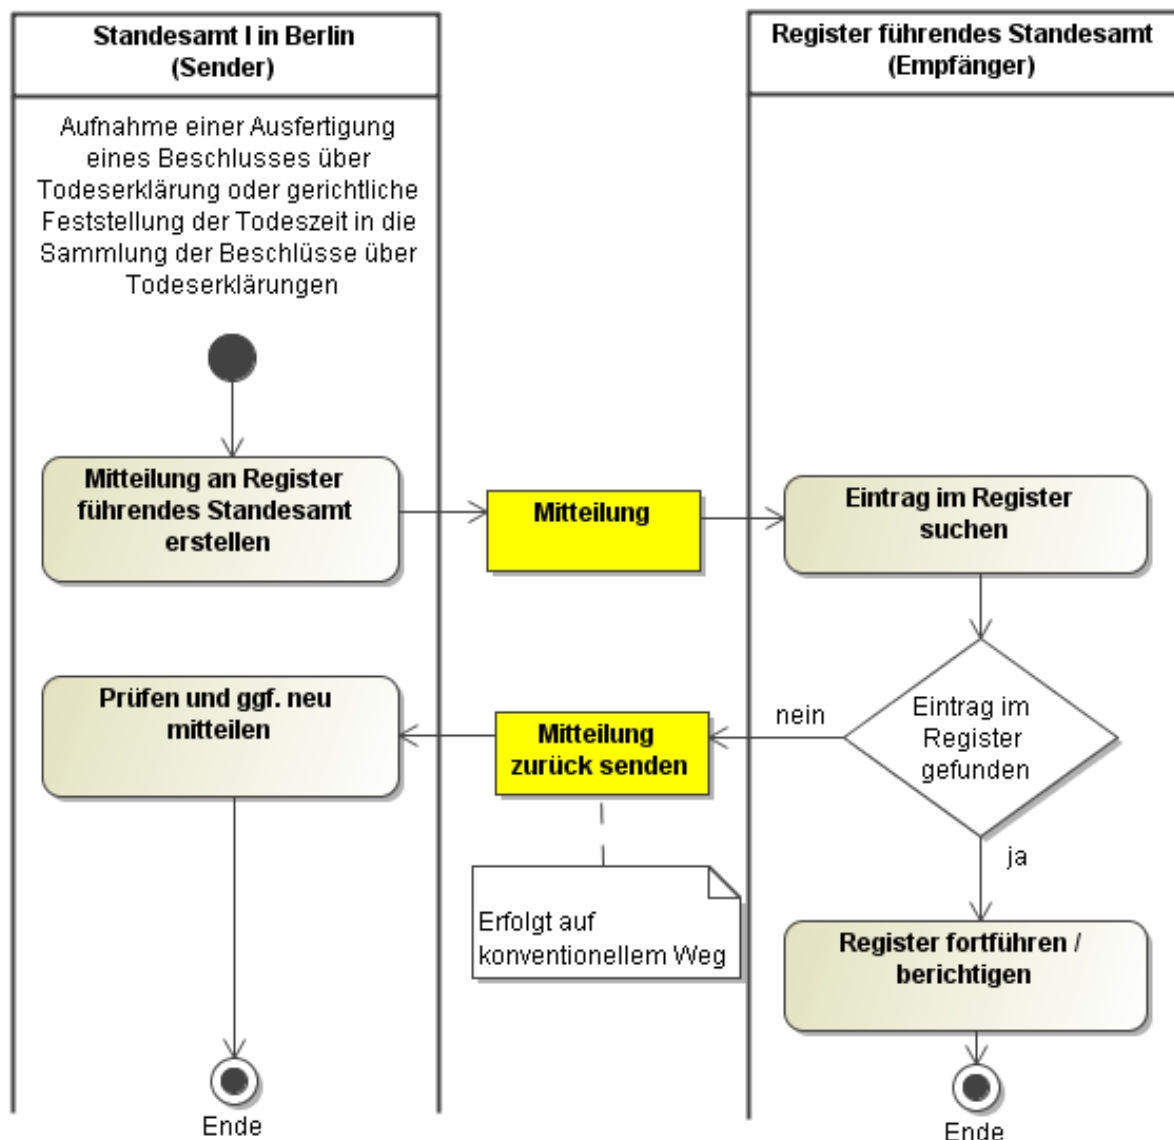 Standesamt I in Berlin
(Sender)
Register führendes Standesamt
(Empfänger)
Aufnahme einer Ausfertigung
eines Beschlusses über
Todeserklärung oder gerichtliche
Feststellung der Todeszeit in die
Sammlung der Beschlüsse über
Todeserklärungen
Mitteilung an Register
führendes Standesamt
erstellen
Mitteilung
Eintrag im Register
suchen
Eintrag im
Register
gefunden
nein
Mitteilung
zurück senden
Prüfen und ggf. neu
mitteilen
Erfolgt auf
konventionellem Weg
ja
Register fortführen /
berichtigen
Ende
Ende